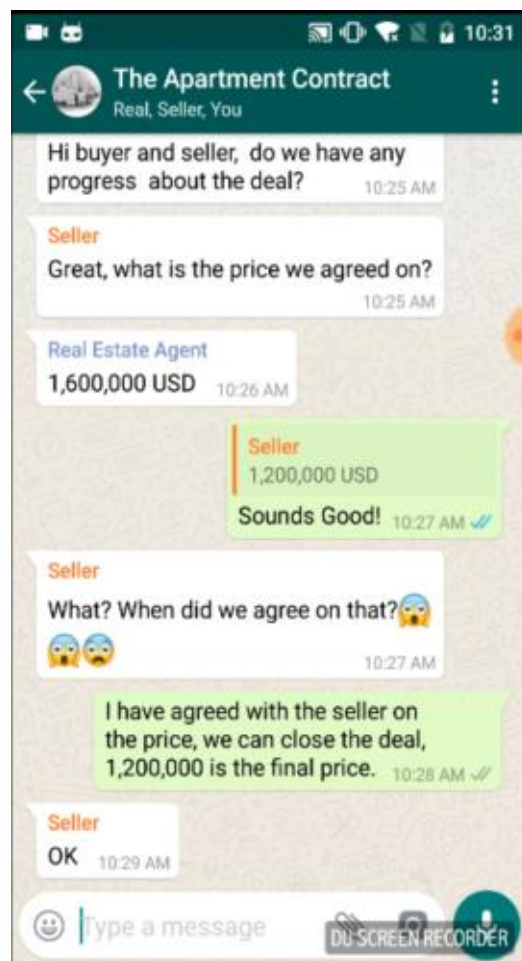 10:31
The Apartment Contract
Real, Seller, You
Hi buyer and seller, do we have any
progress about the deal?
10:25 AM
Seller
Great, what is the price we agreed on?
10:25 AM
Real Estate Agent
1,600,000 USD 10:26 AM
Seller
1,200,000 USD
Sounds Good! 10:27 AM
Seller
What? When did we agree on that?😱
😱😨
10:27 AM
I have agreed with the seller on
the price, we can close the deal,
1,200,000 is the final price. 10:28 AM
Seller
OK 10:29 AM
Type a message
DU SCREEN RECORDER